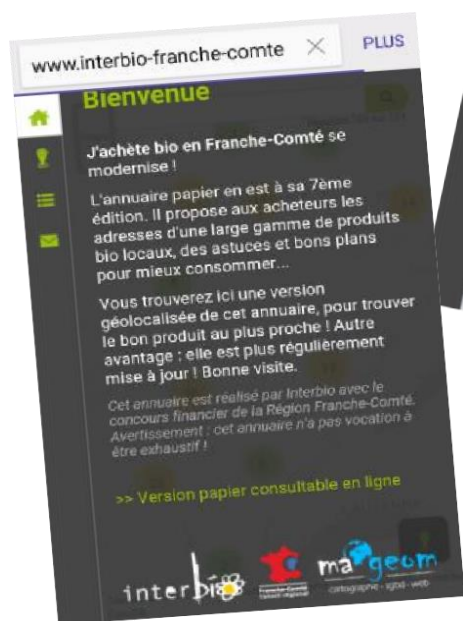 www.interbio-franche-comte
PLUS
Bienvenue
J'achète bio en Franche-Comté se
modernise !
L'annuaire papier en est à sa 7ème
édition. Il propose aux acheteurs les
adresses d'une large gamme de produits
bio locaux, des astuces et bons plans
pour mieux consommer...
Vous trouverez ici une version
géolocalisée de cet annuaire, pour trouver
le bon produit au plus proche ! Autre
avantage : elle est plus régulièrement
mise à jour ! Bonne visite.
Cet annuaire est réalisé par Interbio avec le
concours financier de la Région Franche-Comté.
Avertissement : cet annuaire n'a pas vocation à
être exhaustif !
>> Version papier consultable en ligne
interbio
Franche-Comté
conseil régional
mageom
cartographie - sgbd - web